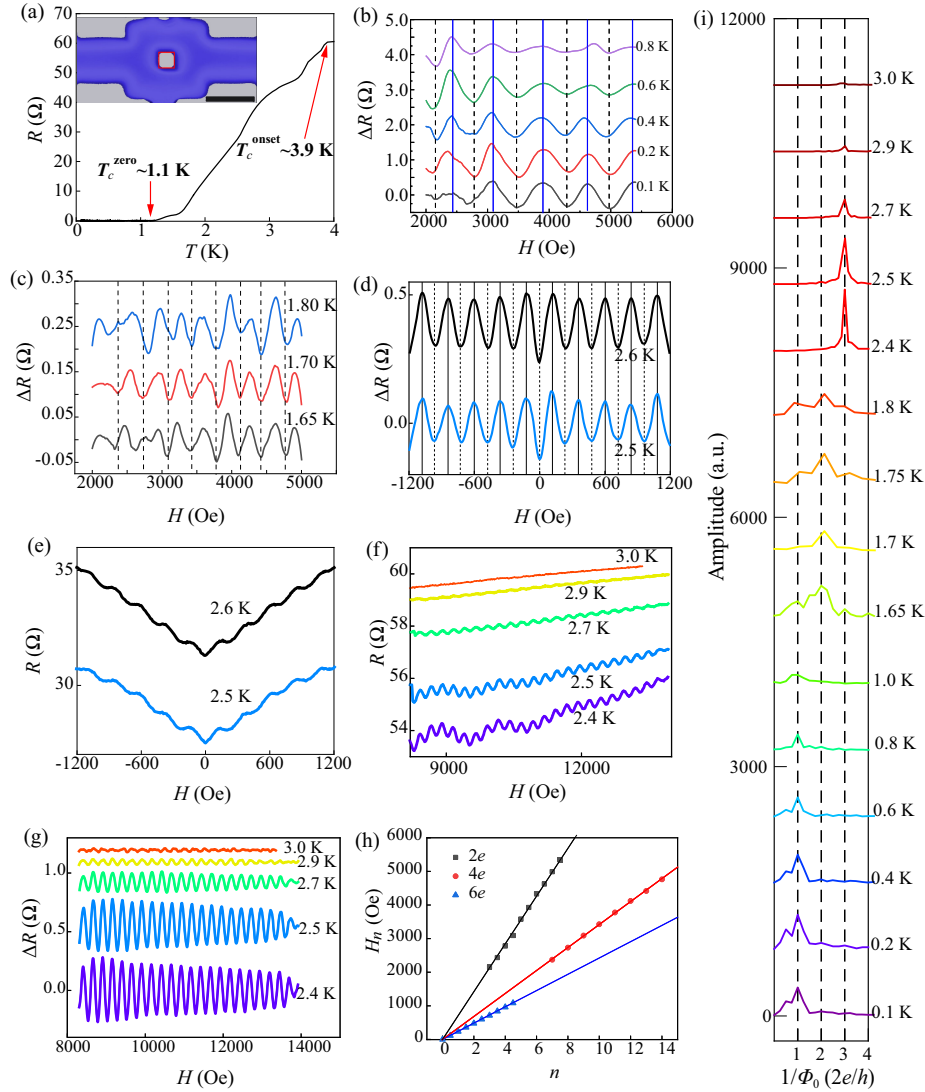 (a)
R (Ω)
70
60
50
40
30
20
10
0
T_c^zero ~1.1 K
T_c^onset ~3.9 K
0 1 2 3 4
T (K)
(b)
ΔR (Ω)
5.0
4.0
3.0
2.0
1.0
0.0
0.8 K
0.6 K
0.4 K
0.2 K
0.1 K
2000 3000 4000 5000 6000
H (Oe)
(c)
ΔR (Ω)
0.35
0.25
0.15
0.05
-0.05
1.80 K
1.70 K
1.65 K
2000 3000 4000 5000
H (Oe)
(d)
ΔR (Ω)
0.5
0.0
2.6 K
2.5 K
-1200 -600 0 600 1200
H (Oe)
(e)
R (Ω)
35
30
2.6 K
2.5 K
-1200 -600 0 600 1200
H (Oe)
(f)
R (Ω)
60
58
56
54
3.0 K
2.9 K
2.7 K
2.5 K
2.4 K
9000 12000
H (Oe)
(g)
ΔR (Ω)
1.0
0.5
0.0
3.0 K
2.9 K
2.7 K
2.5 K
2.4 K
8000 10000 12000 14000
H (Oe)
(h)
H_n (Oe)
6000
5000
4000
3000
2000
1000
0
2e
4e
6e
0 2 4 6 8 10 12 14 16
n
(i)
Amplitude (a.u.)
12000
9000
6000
3000
0
3.0 K
2.9 K
2.7 K
2.5 K
2.4 K
1.8 K
1.75 K
1.7 K
1.65 K
1.0 K
0.8 K
0.6 K
0.4 K
0.2 K
0.1 K
1 2 3 4
1/Φ₀ (2e/h)